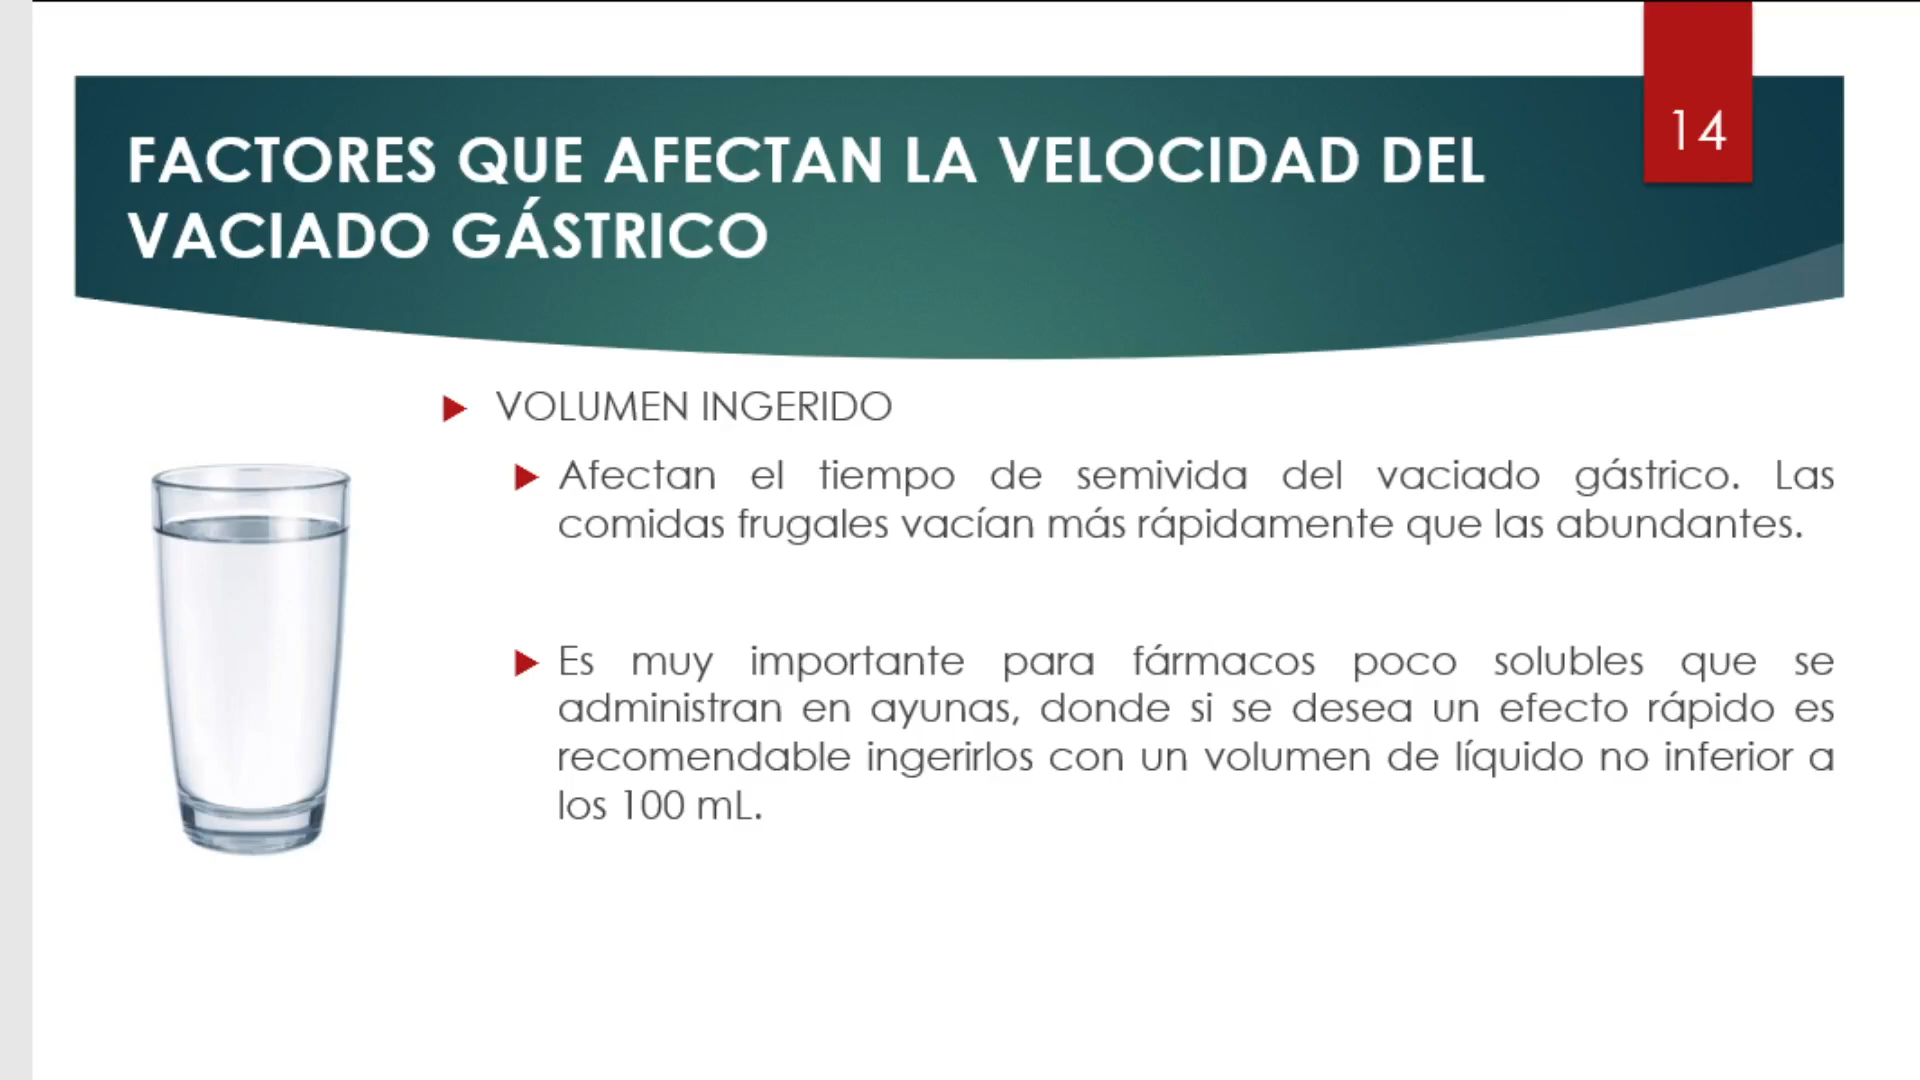 14
FACTORES QUE AFECTAN LA VELOCIDAD DEL
VACIADO GÁSTRICO
VOLUMEN INGERIDO
Afectan el tiempo de semivida del vaciado gástrico. Las
comidas frugales vacían más rápidamente que las abundantes.
Es muy importante para fármacos poco solubles que se
administran en ayunas, donde si se desea un efecto rápido es
recomendable ingerirlos con un volumen de líquido no inferior a
los 100 mL.